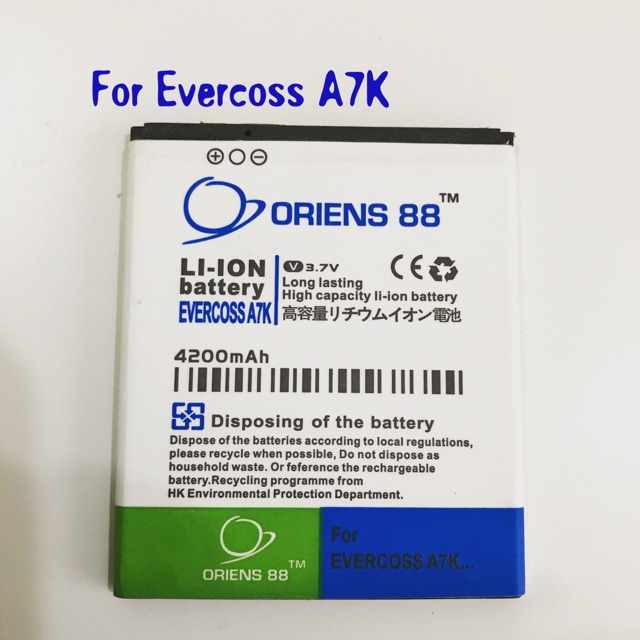 For Evercoss A7K
ORIENS 88™
LI-ION
battery
EVERCOSS A7K
V 3.7V
Long lasting
High capacity li-ion battery
高容量リチウムイオン電池
4200mAh
Disposing of the battery
Dispose of the batteries according to local regulations,
please recycle when possible, Do not dispose as
household waste. Or reference the rechargeable
battery.Recycling programme from
HK Environmental Protection Department.
ORIENS 88™
For
EVERCOSS A7K...